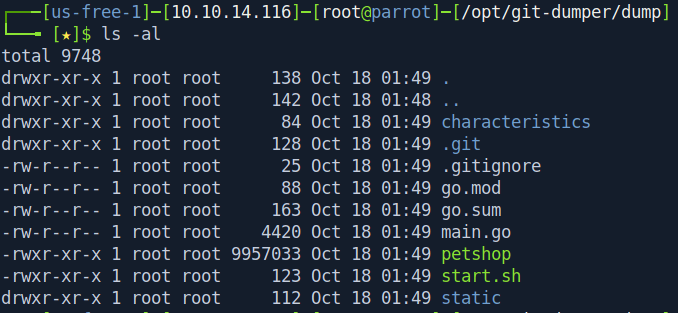 [us-free-1]-[10.10.14.116]-[root@parrot]-[/opt/git-dumper/dump]
[★]$ ls -al
total 9748
drwxr-xr-x 1 root root     138 Oct 18 01:49 .
drwxr-xr-x 1 root root     142 Oct 18 01:48 ..
drwxr-xr-x 1 root root      84 Oct 18 01:49 characteristics
drwxr-xr-x 1 root root     128 Oct 18 01:49 .git
-rw-r--r-- 1 root root      25 Oct 18 01:49 .gitignore
-rw-r--r-- 1 root root      88 Oct 18 01:49 go.mod
-rw-r--r-- 1 root root     163 Oct 18 01:49 go.sum
-rw-r--r-- 1 root root    4420 Oct 18 01:49 main.go
-rwxr-xr-x 1 root root 9957033 Oct 18 01:49 petshop
-rwxr-xr-x 1 root root     123 Oct 18 01:49 start.sh
drwxr-xr-x 1 root root     112 Oct 18 01:49 static